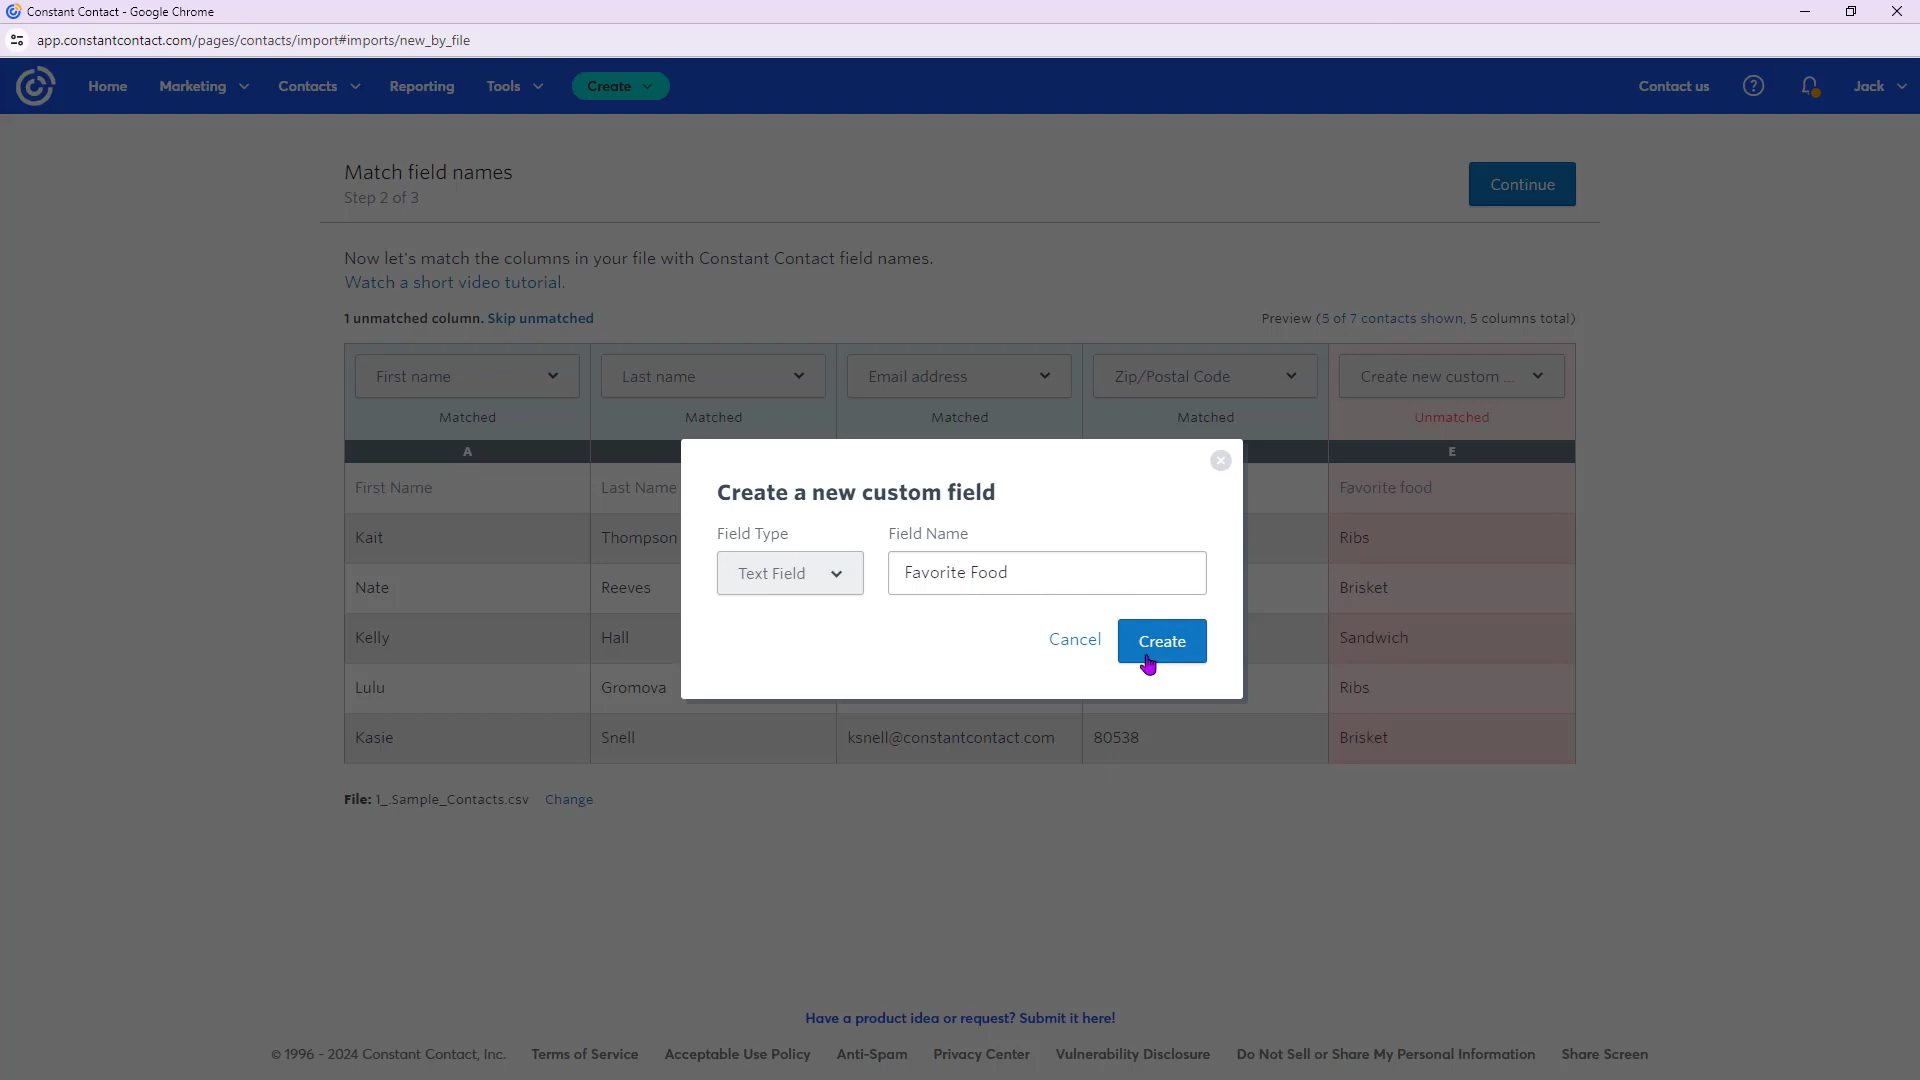 Constant Contact - Google Chrome
app.constantcontact.com/pages/contacts/import#imports/new_by_file
Home Marketing Contacts Reporting Tools Create Contact us ? Jack
Match field names
Step 2 of 3
Continue
Now let's match the columns in your file with Constant Contact field names.
Watch a short video tutorial.
1 unmatched column. Skip unmatched
Preview (5 of 7 contacts shown, 5 columns total)
First name Last name Email address Zip/Postal Code Create new custom ...
Matched Matched Matched Matched Unmatched
A E
First Name Last Name Favorite food
Kait Thompson Ribs
Nate Reeves Brisket
Kelly Hall Sandwich
Lulu Gromova Ribs
Kasie Snell ksnell@constantcontact.com 80538 Brisket
Create a new custom field
Field Type Field Name
Text Field Favorite Food
Cancel Create
File: 1_.Sample_Contacts.csv Change
Have a product idea or request? Submit it here!
© 1996 - 2024 Constant Contact, Inc. Terms of Service Acceptable Use Policy Anti-Spam Privacy Center Vulnerability Disclosure Do Not Sell or Share My Personal Information Share Screen